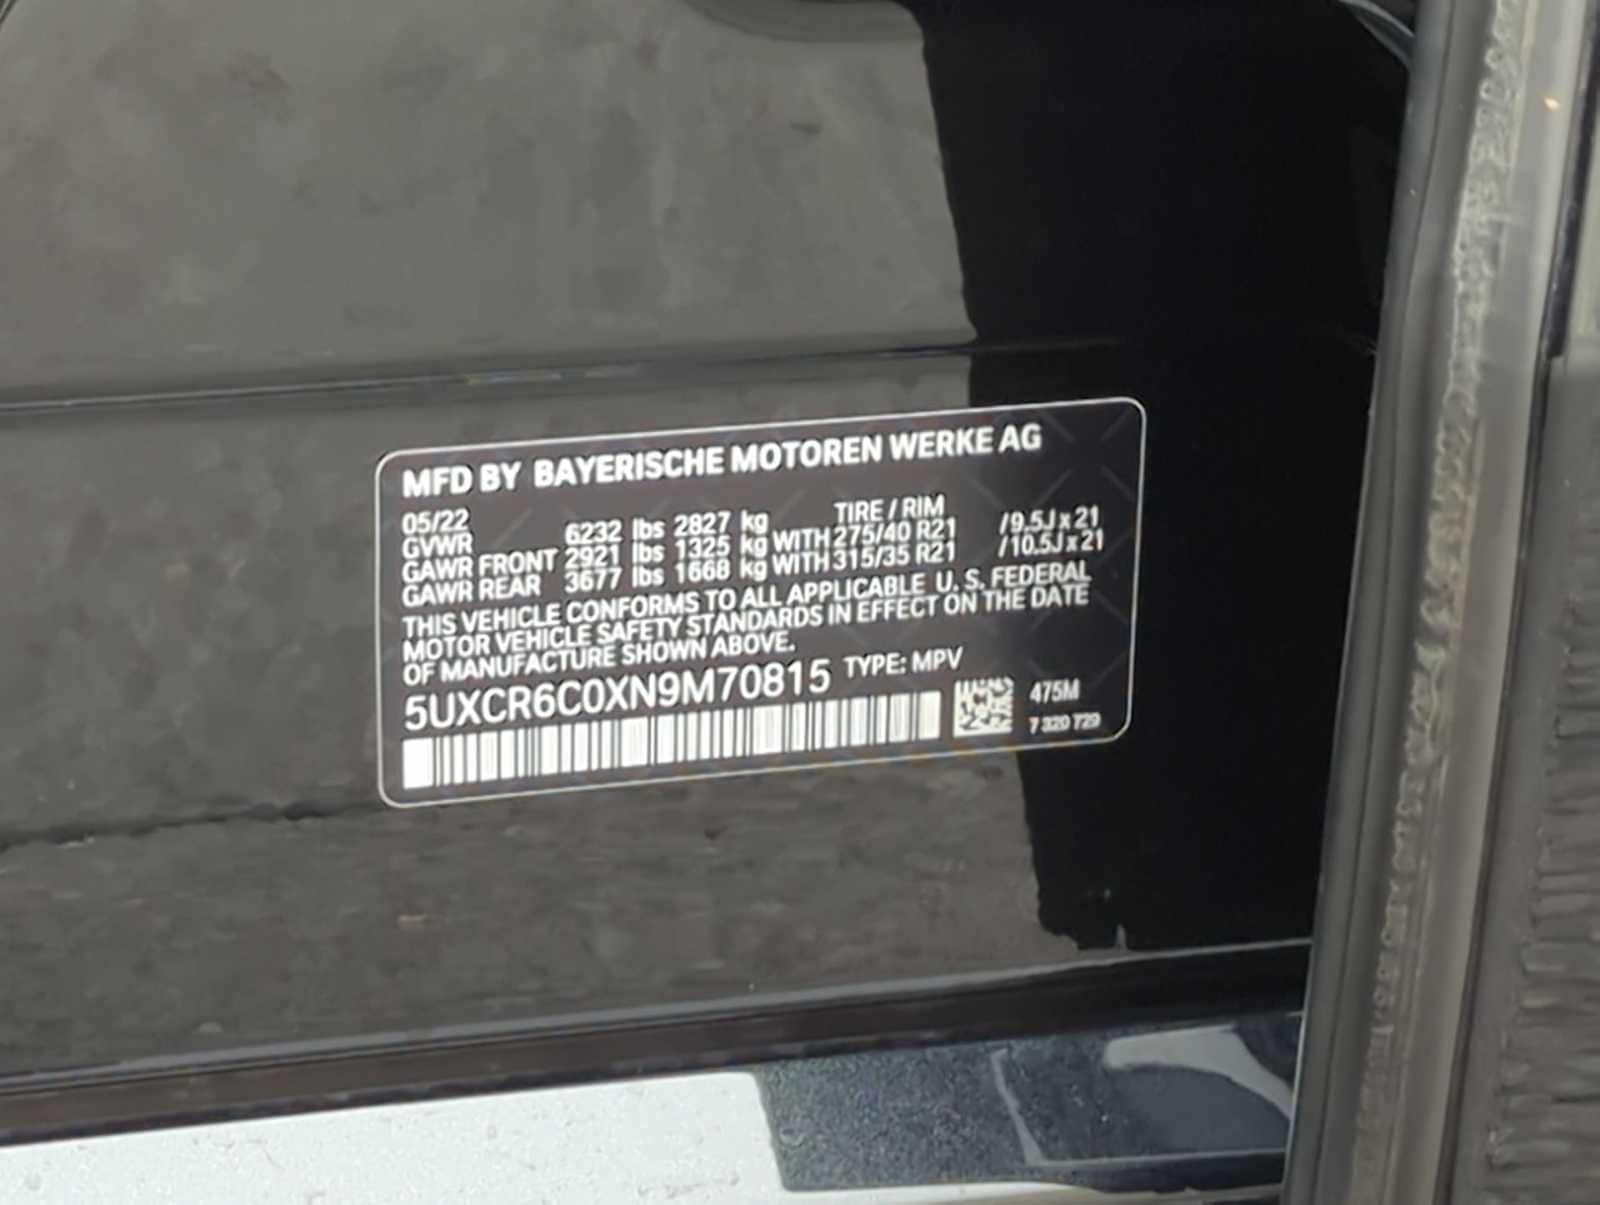 MFD BY BAYERISCHE MOTOREN WERKE AG
05/22 TIRE / RIM
GVWR 6232 lbs 2827 kg
GAWR FRONT 2921 lbs 1325 kg WITH 275/40 R21 /9.5J x 21
GAWR REAR 3677 lbs 1668 kg WITH 315/35 R21 /10.5J x 21
THIS VEHICLE CONFORMS TO ALL APPLICABLE U. S. FEDERAL
MOTOR VEHICLE SAFETY STANDARDS IN EFFECT ON THE DATE
OF MANUFACTURE SHOWN ABOVE.
5UXCR6C0XN9M70815 TYPE: MPV
475M
7 320 729